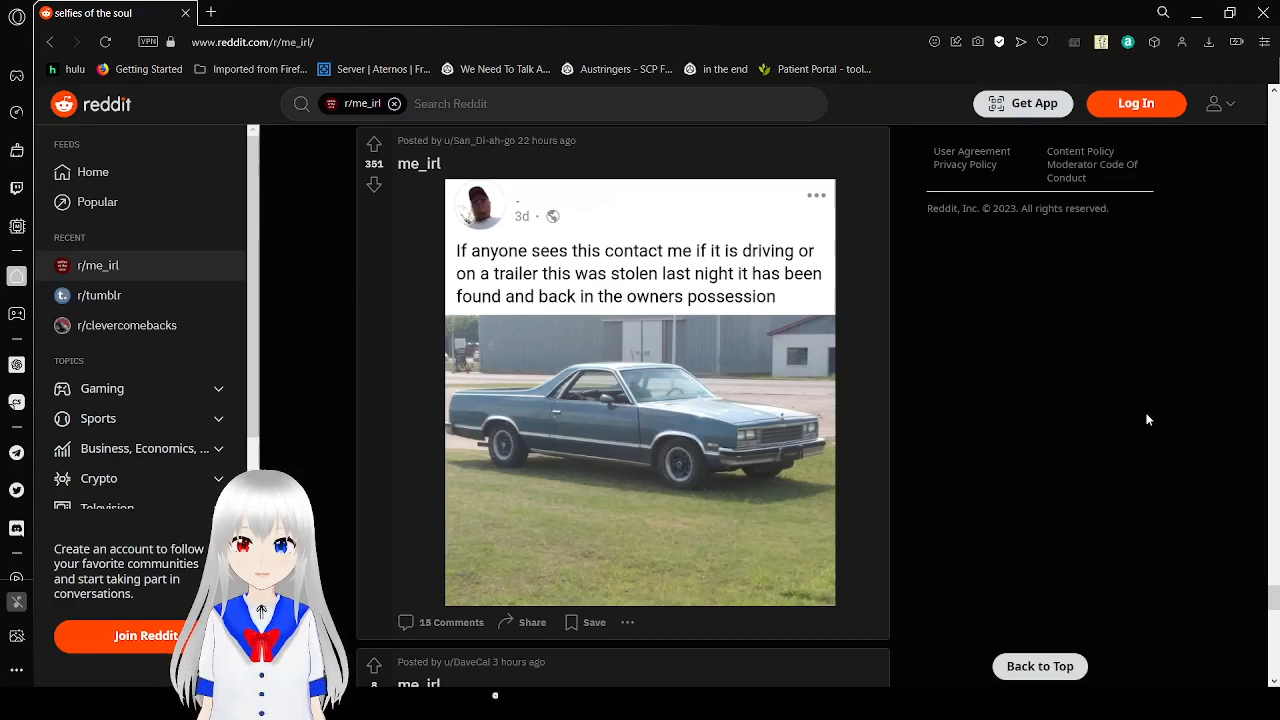 selfies of the soul
VPN
www.reddit.com/r/me_irl/
h hulu
Getting Started
Imported from Firef...
Server | Aternos | Fr...
We Need To Talk A...
Austringers - SCP F...
in the end
Patient Portal - tool...
reddit
r/me_irl
Search Reddit
Get App
Log In
FEEDS
Home
Popular
RECENT
r/me_irl
r/tumblr
r/clevercomebacks
TOPICS
Gaming
Sports
Business, Economics, ...
Crypto
Television
Create an account to follow
your favorite communities
and start taking part in
conversations.
Join Reddit
Posted by u/San_Di-ah-go 22 hours ago
351
me_irl
3d ·
If anyone sees this contact me if it is driving or
on a trailer this was stolen last night it has been
found and back in the owners possession
15 Comments
Share
Save
Posted by u/DaveCal 3 hours ago
8
me_irl
User Agreement
Privacy Policy
Content Policy
Moderator Code Of
Conduct
Reddit, Inc. © 2023. All rights reserved.
Back to Top